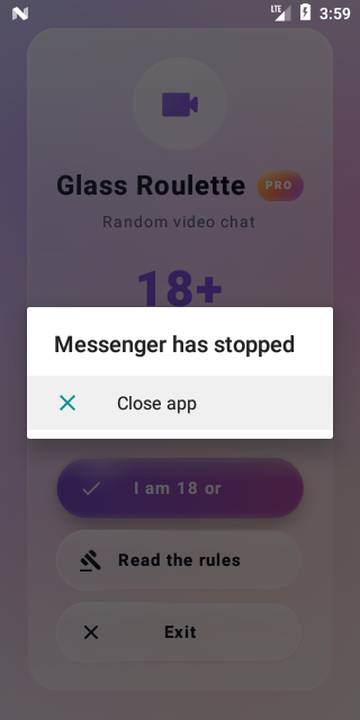 3:59
LTE
Glass Roulette PRO
Random video chat
18+
Messenger has stopped
Close app
I am 18 or
Read the rules
Exit